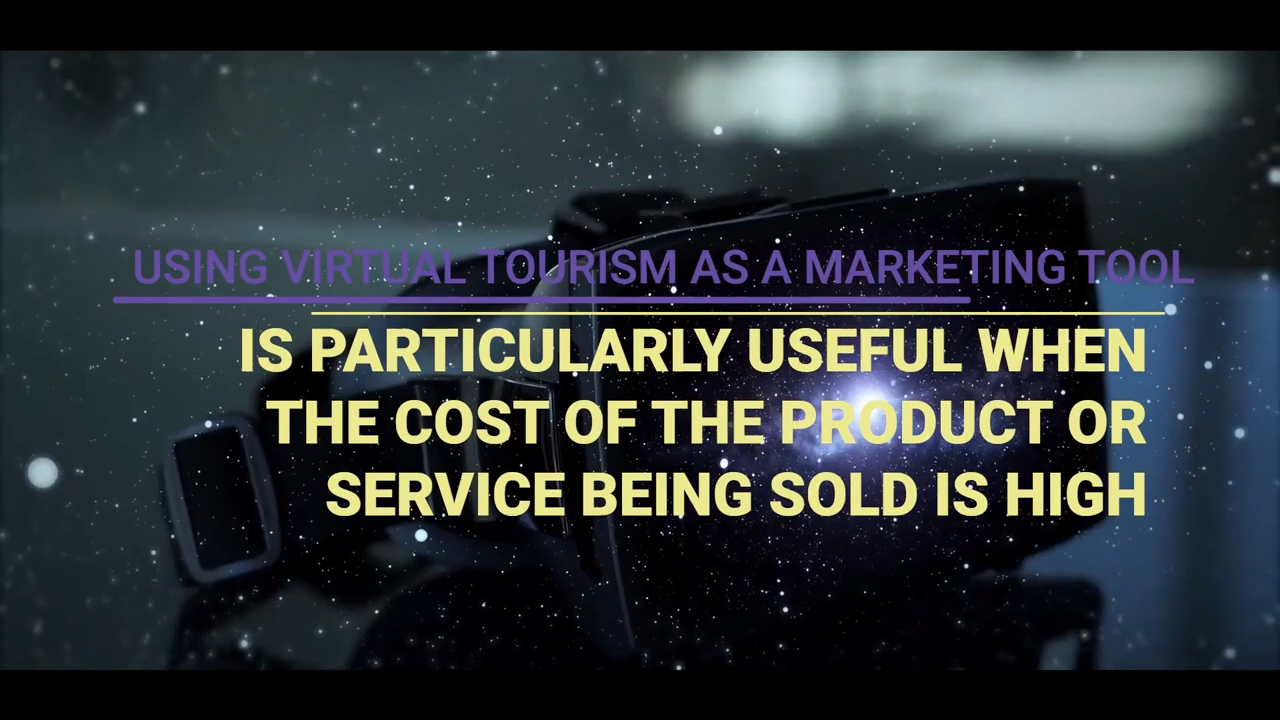 USING VIRTUAL TOURISM AS A MARKETING TOOL
IS PARTICULARLY USEFUL WHEN
THE COST OF THE PRODUCT OR
SERVICE BEING SOLD IS HIGH